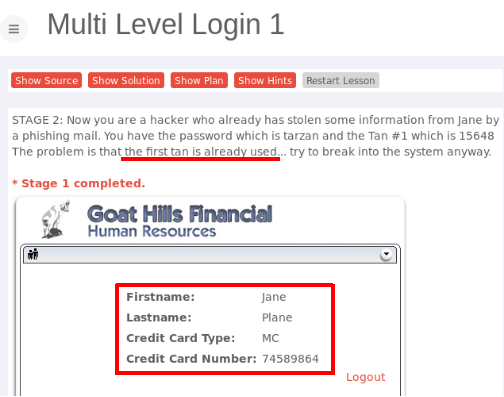 Multi Level Login 1
Show Source Show Solution Show Plan Show Hints Restart Lesson
STAGE 2: Now you are a hacker who already has stolen some information from Jane by
a phishing mail. You have the password which is tarzan and the Tan #1 which is 15648
The problem is that the first tan is already used... try to break into the system anyway.
* Stage 1 completed.
Goat Hills Financial
Human Resources
Firstname: Jane
Lastname: Plane
Credit Card Type: MC
Credit Card Number: 74589864
Logout